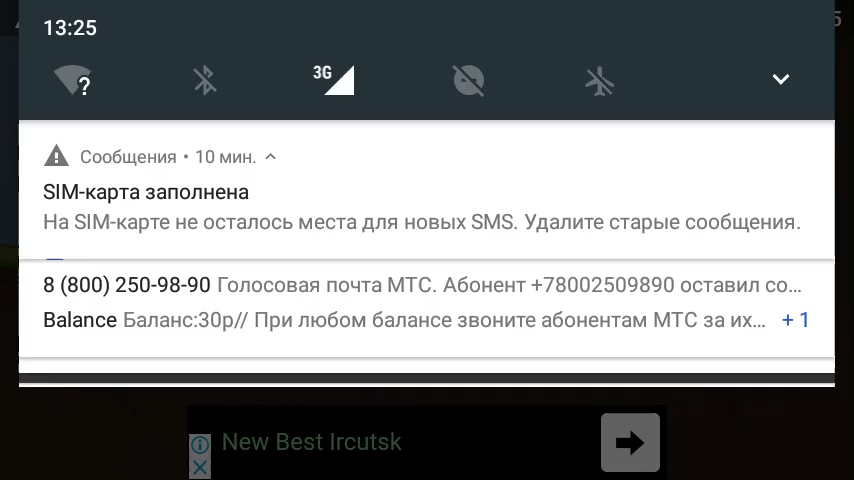 13:25
3G
Сообщения • 10 мин.
SIM-карта заполнена
На SIM-карте не осталось места для новых SMS. Удалите старые сообщения.
8 (800) 250-98-90 Голосовая почта МТС. Абонент +78002509890 оставил со...
Balance Баланс:30р// При любом балансе звоните абонентам МТС за их... + 1
New Best Ircutsk